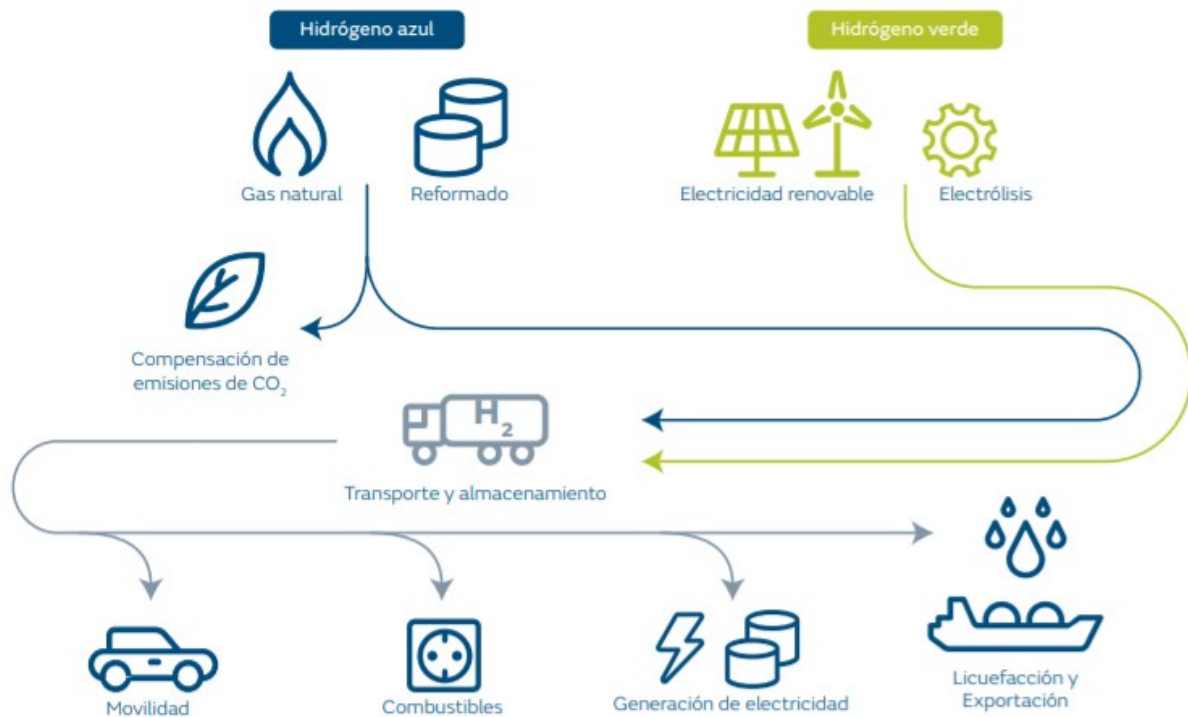 Hidrógeno azul
Hidrógeno verde
Gas natural
Reformado
Electricidad renovable
Electrólisis
Compensación de
emisiones de CO₂
H₂
Transporte y almacenamiento
Movilidad
Combustibles
Generación de electricidad
Licuefacción y
Exportación